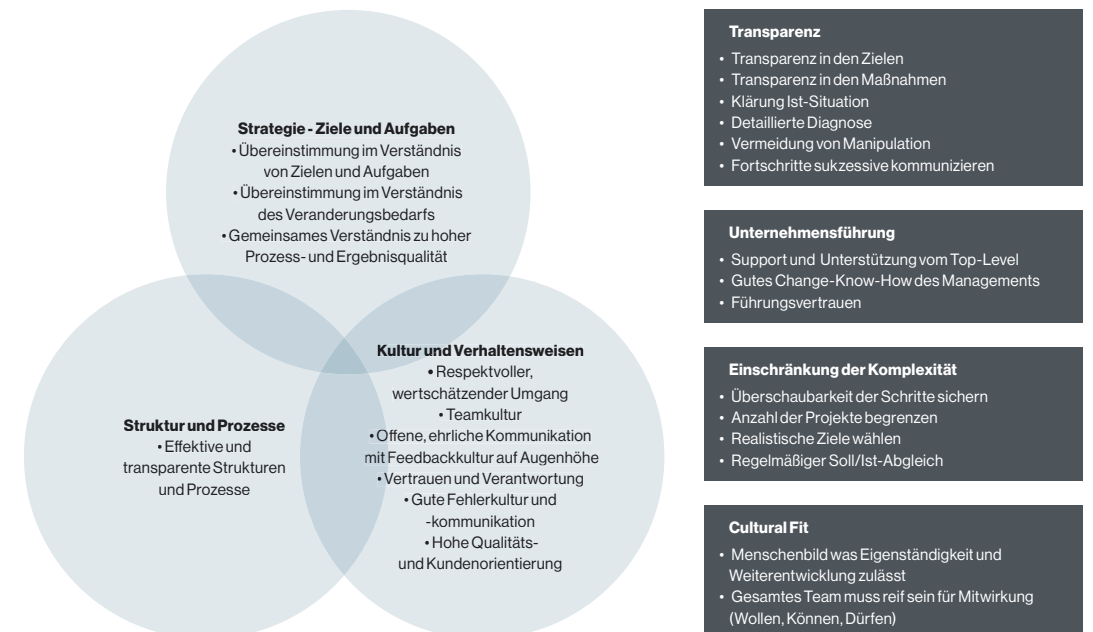 Strategie - Ziele und Aufgaben
• Übereinstimmung im Verständnis
von Zielen und Aufgaben
• Übereinstimmung im Verständnis
des Veranderungsbedarfs
• Gemeinsames Verständnis zu hoher
Prozess- und Ergebnisqualität
Struktur und Prozesse
• Effektive und
transparente Strukturen
und Prozesse
Kultur und Verhaltensweisen
• Respektvoller,
wertschätzender Umgang
• Teamkultur
• Offene, ehrliche Kommunikation
mit Feedbackkultur auf Augenhöhe
• Vertrauen und Verantwortung
• Gute Fehlerkultur und
-kommunikation
• Hohe Qualitäts-
und Kundenorientierung
Transparenz
• Transparenz in den Zielen
• Transparenz in den Maßnahmen
• Klärung Ist-Situation
• Detaillierte Diagnose
• Vermeidung von Manipulation
• Fortschritte sukzessive kommunizieren
Unternehmensführung
• Support und Unterstützung vom Top-Level
• Gutes Change-Know-How des Managements
• Führungsvertrauen
Einschränkung der Komplexität
• Überschaubarkeit der Schritte sichern
• Anzahl der Projekte begrenzen
• Realistische Ziele wählen
• Regelmäßiger Soll/Ist-Abgleich
Cultural Fit
• Menschenbild was Eigenständigkeit und
Weiterentwicklung zulässt
• Gesamtes Team muss reif sein für Mitwirkung
(Wollen, Können, Dürfen)